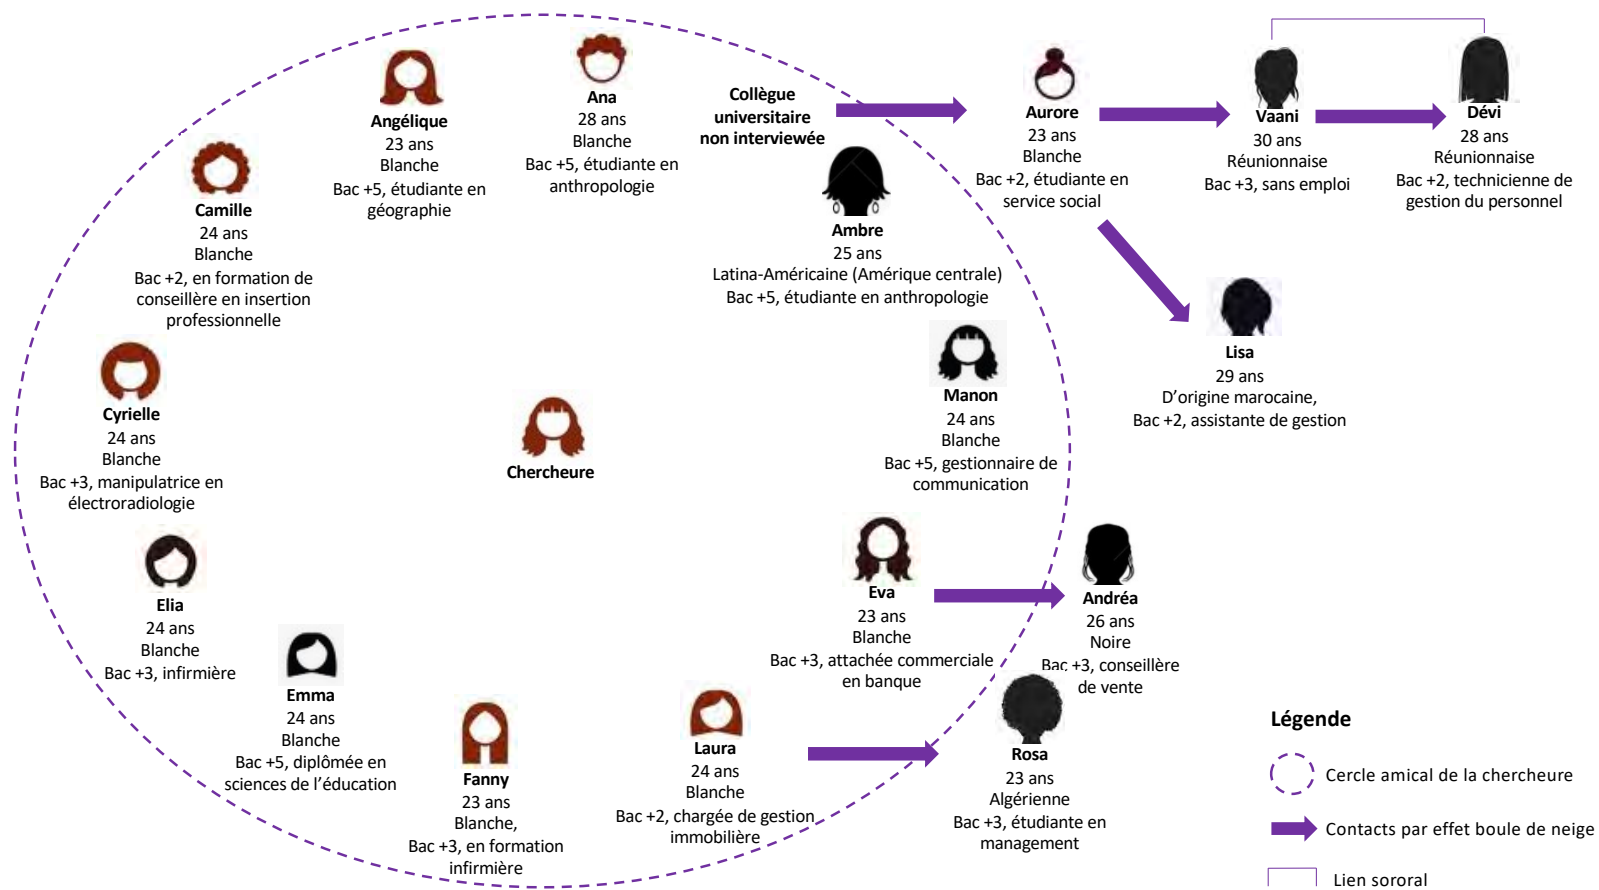 Angélique
23 ans
Blanche
Bac +5, étudiante en
géographie
Ana
28 ans
Blanche
Bac +5, étudiante en
anthropologie
Collègue
universitaire
non interviewée
Aurore
23 ans
Blanche
Bac +2, étudiante en
service social
Vaani
30 ans
Réunionnaise
Bac +3, sans emploi
Dévi
28 ans
Réunionnaise
Bac +2, technicienne de
gestion du personnel
Camille
24 ans
Blanche
Bac +2, en formation de
conseillère en insertion
professionnelle
Ambre
25 ans
Latina-Américaine (Amérique centrale)
Bac +5, étudiante en anthropologie
Lisa
29 ans
D'origine marocaine,
Bac +2, assistante de gestion
Cyrielle
24 ans
Blanche
Bac +3, manipulatrice en
électroradiologie
Chercheure
Manon
24 ans
Blanche
Bac +5, gestionnaire de
communication
Elia
24 ans
Blanche
Bac +3, infirmière
Eva
23 ans
Blanche
Bac +3, attachée commerciale
en banque
Andréa
26 ans
Noire
Bac +3, conseillère
de vente
Emma
24 ans
Blanche
Bac +5, diplômée en
sciences de l'éducation
Fanny
23 ans
Blanche,
Bac +3, en formation
infirmière
Laura
24 ans
Blanche
Bac +2, chargée de gestion
immobilière
Rosa
23 ans
Algérienne
Bac +3, étudiante en
management
Légende
Cercle amical de la chercheure
Contacts par effet boule de neige
Lien sororal